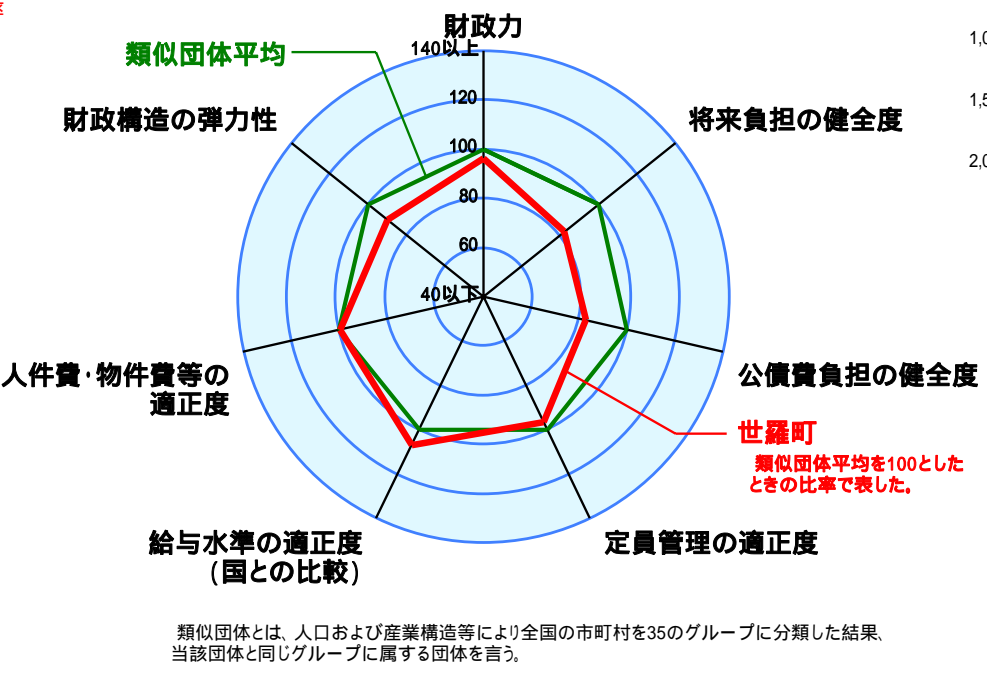 財政力
140以上
類似団体平均
120
財政構造の弾力性
将来負担の健全度
100
80
60
40以下
人件費・物件費等の
適正度
公債費負担の健全度
世羅町
類似団体平均を100とした
ときの比率で表した。
給与水準の適正度
(国との比較)
定員管理の適正度
類似団体とは、人口および産業構造等により全国の市町村を35のグループに分類した結果、
当該団体と同じグループに属する団体を言う。